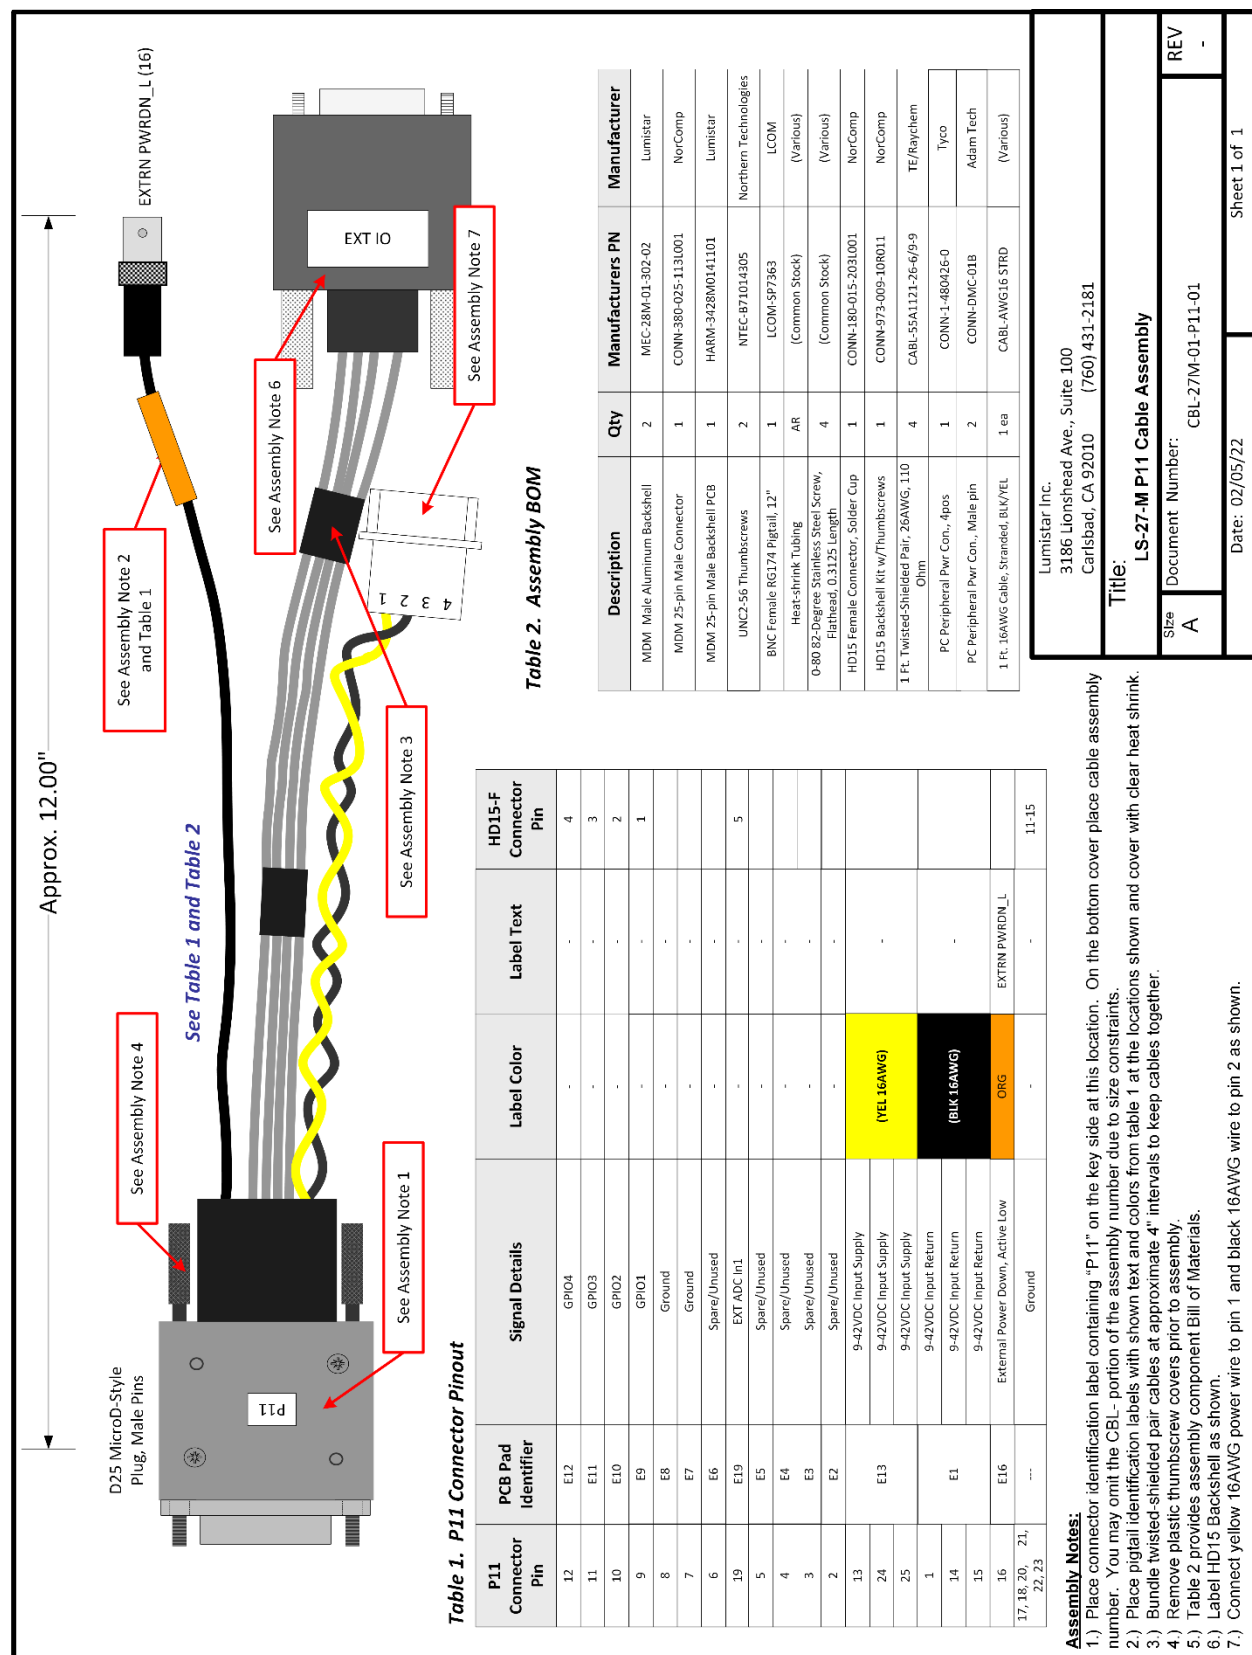 Approx. 12.00"
D25 MicroD-Style
Plug, Male Pins
See Assembly Note 4
See Assembly Note 2
and Table 1
EXTRN PWRDN_L (16)
See Table 1 and Table 2
P11
See Assembly Note 1
See Assembly Note 3
See Assembly Note 6
EXT IO
See Assembly Note 7
1
2
3
4
Table 1.  P11 Connector Pinout
P11 Connector Pin	PCB Pad Identifier	Signal Details	Label Color	Label Text	HD15-F Connector Pin
12	E12	GPIO4	-	-	4
11	E11	GPIO3	-	-	3
10	E10	GPIO2	-	-	2
9	E9	GPIO1	-	-	1
8	E8	Ground	-	-
7	E7	Ground	-	-
6	E6	Spare/Unused	-	-
19	E19	EXT ADC In1	-	-	5
5	E5	Spare/Unused	-	-
4	E4	Spare/Unused	-	-
3	E3	Spare/Unused	-	-
2	E2	Spare/Unused	-	-
13	E13	9-42VDC Input Supply	(YEL 16AWG)	-
24	9-42VDC Input Supply
25	9-42VDC Input Supply
1	E1	9-42VDC Input Return	(BLK 16AWG)	-
14	9-42VDC Input Return
15	9-42VDC Input Return
16	E16	External Power Down, Active Low	ORG	EXTRN PWRDN_L
17, 18, 20, 21, 22, 23	---	Ground	-	-	11-15
Table 2.  Assembly BOM
Description	Qty	Manufacturers PN	Manufacturer
MDM  Male Aluminum Backshell	2	MEC-28M-01-302-02	Lumistar
MDM 25-pin Male Connector	1	CONN-380-025-113L001	NorComp
MDM 25-pin Male Backshell PCB	1	HARM-3428M0141101	Lumistar
UNC2-56 Thumbscrews	2	NTEC-B71014305	Northern Technologies
BNC Female RG174 Pigtail, 12"	1	LCOM-SP7363	LCOM
Heat-shrink Tubing	AR	(Common Stock)	(Various)
0-80 82-Degree Stainless Steel Screw, Flathead, 0.3125 Length	4	(Common Stock)	(Various)
HD15 Female Connector, Solder Cup	1	CONN-180-015-203L001	NorComp
HD15 Backshell Kit w/Thumbscrews	1	CONN-973-009-10R011	NorComp
1 Ft. Twisted-Shielded Pair, 26AWG, 110 Ohm	4	CABL-55A1121-26-6/9-9	TE/Raychem
PC Peripheral Pwr Con., 4pos	1	CONN-1-480426-0	Tyco
PC Peripheral Pwr Con., Male pin	2	CONN-DMC-01B	Adam Tech
1 Ft. 16AWG Cable, Stranded, BLK/YEL	1 ea	CABL-AWG16 STRD	(Various)
Assembly Notes:
1.)  Place connector identification label containing “P11” on the key side at this location.  On the bottom cover place cable assembly
number.  You may omit the CBL- portion of the assembly number due to size constraints.
2.)  Place pigtail identification labels with shown text and colors from table 1 at the locations shown and cover with clear heat shrink.
3.)  Bundle twisted-shielded pair cables at approximate 4" intervals to keep cables together.
4.)  Remove plastic thumbscrew covers prior to assembly.
5.)  Table 2 provides assembly component Bill of Materials.
6.)  Label HD15 Backshell as shown.
7.)  Connect yellow 16AWG power wire to pin 1 and black 16AWG wire to pin 2 as shown.
Lumistar Inc.
3186 Lionshead Ave., Suite 100
Carlsbad, CA 92010	(760) 431-2181
Title:
LS-27-M P11 Cable Assembly
Size
A
Document Number:
CBL-27M-01-P11-01
REV
-
Date:  02/05/22
Sheet 1 of  1